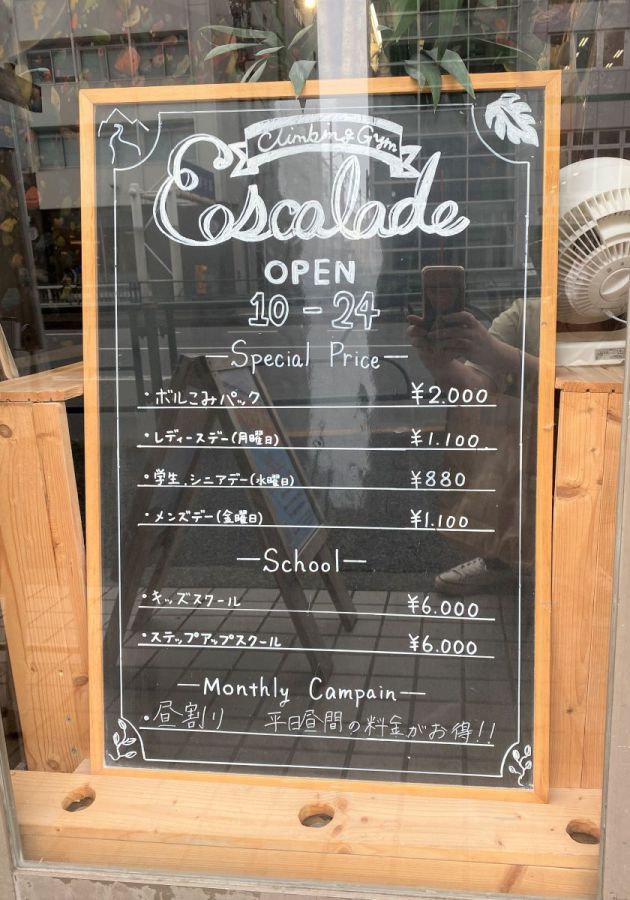 Climbing Gym
Escalade
OPEN
10 - 24
-Special Price-
・ボルこみパック ¥2.000
・レディースデー(月曜日) ¥1.100
・学生、シニアデー(水曜日) ¥880
・メンズデー(金曜日) ¥1.100
-School-
・キッズスクール ¥6.000
・ステップアップスクール ¥6.000
-Monthly Campain-
・昼割り 平日昼間の料金がお得!!